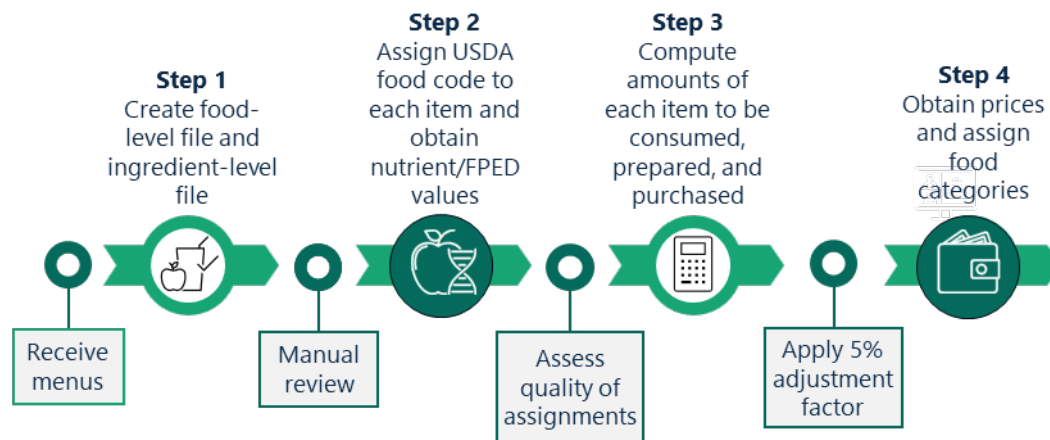 Step 1
Create food-
level file and
ingredient-level
file
Step 2
Assign USDA
food code to
each item and
obtain
nutrient/FPED
values
Step 3
Compute
amounts of
each item to be
consumed,
prepared, and
purchased
Step 4
Obtain prices
and assign
food
categories
Receive
menus
Manual
review
Assess
quality of
assignments
Apply 5%
adjustment
factor